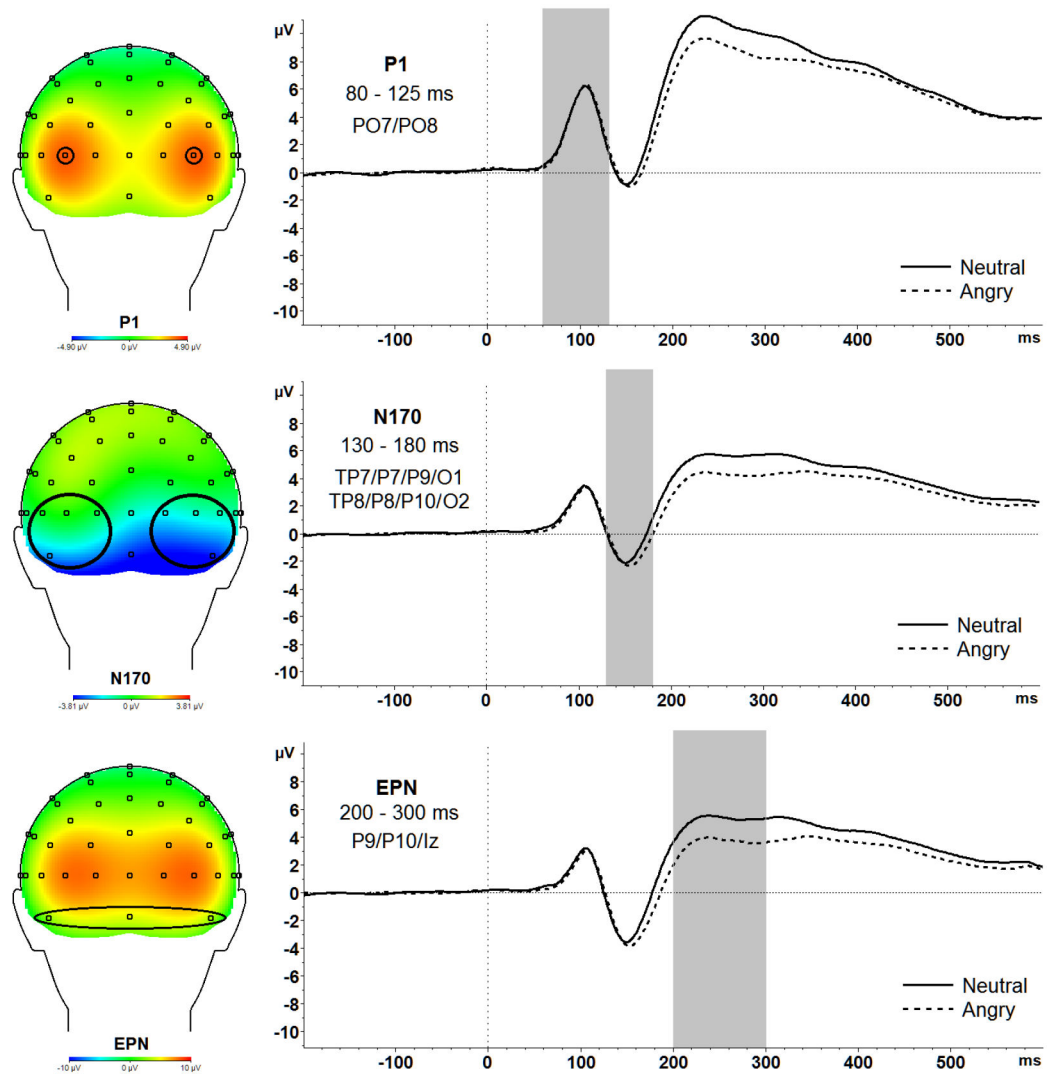 µV
P1
80 - 125 ms
PO7/PO8
8
6
4
2
0
-2
-4
-6
-8
-10
Neutral
Angry
-100
0
100
200
300
400
500
ms
P1
-4.90 µV
0 µV
4.90 µV
µV
N170
130 - 180 ms
TP7/P7/P9/O1
TP8/P8/P10/O2
8
6
4
2
0
-2
-4
-6
-8
-10
Neutral
Angry
-100
0
100
200
300
400
500
ms
N170
-3.81 µV
0 µV
3.81 µV
µV
EPN
200 - 300 ms
P9/P10/Iz
8
6
4
2
0
-2
-4
-6
-8
-10
Neutral
Angry
-100
0
100
200
300
400
500
ms
EPN
-10 µV
0 µV
10 µV